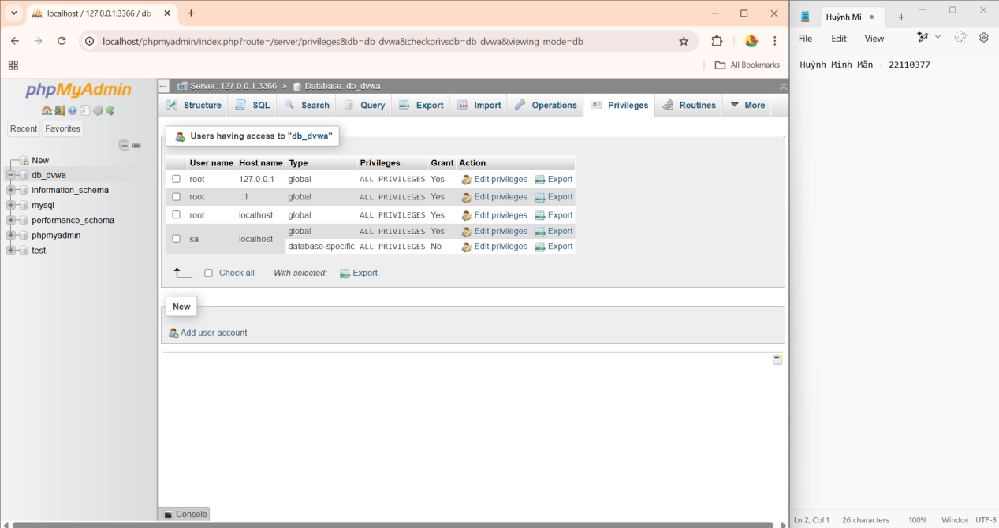 localhost / 127.0.0.1:3366 / db_
localhost/phpmyadmin/index.php?route=/server/privileges&db=db_dvwa&checkprivsdb=db_dvwa&viewing_mode=db
All Bookmarks
phpMyAdmin
Recent Favorites
New
db_dvwa
information_schema
mysql
performance_schema
phpmyadmin
test
Server: 127.0.0.1:3366 » Database: db_dvwa
Structure SQL Search Query Export Import Operations Privileges Routines More
Users having access to "db_dvwa"
User name Host name Type Privileges Grant Action
root 127.0.0.1 global ALL PRIVILEGES Yes Edit privileges Export
root ::1 global ALL PRIVILEGES Yes Edit privileges Export
root localhost global ALL PRIVILEGES Yes Edit privileges Export
sa localhost global ALL PRIVILEGES Yes Edit privileges Export
database-specific ALL PRIVILEGES No Edit privileges Export
Check all With selected: Export
New
Add user account
Console
Huỳnh Mi
File Edit View
Huỳnh Minh Mẫn - 22110377
Ln 2, Col 1 26 characters 100% Window UTF-8